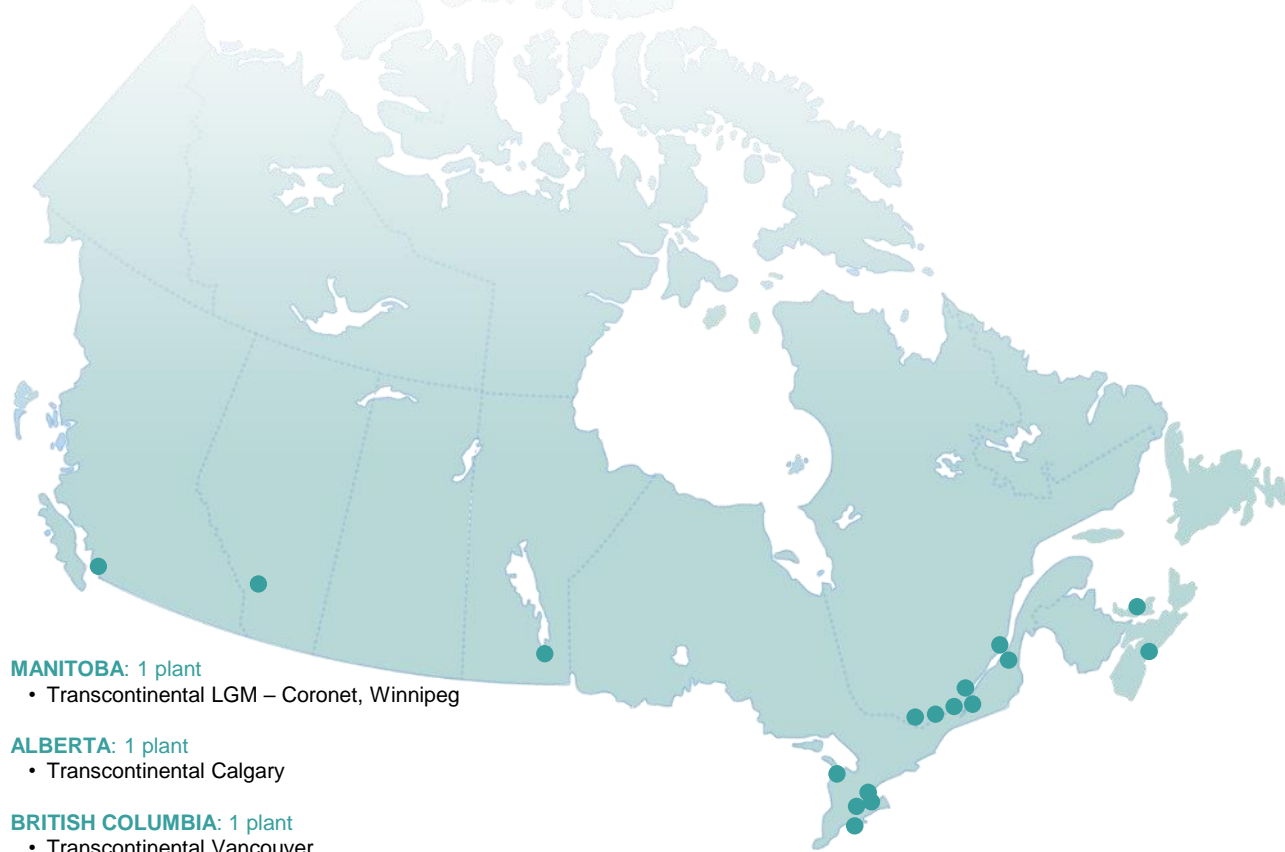 MANITOBA: 1 plant
• Transcontinental LGM – Coronet, Winnipeg
ALBERTA: 1 plant
• Transcontinental Calgary
BRITISH COLUMBIA: 1 plant
• Transcontinental Vancouver